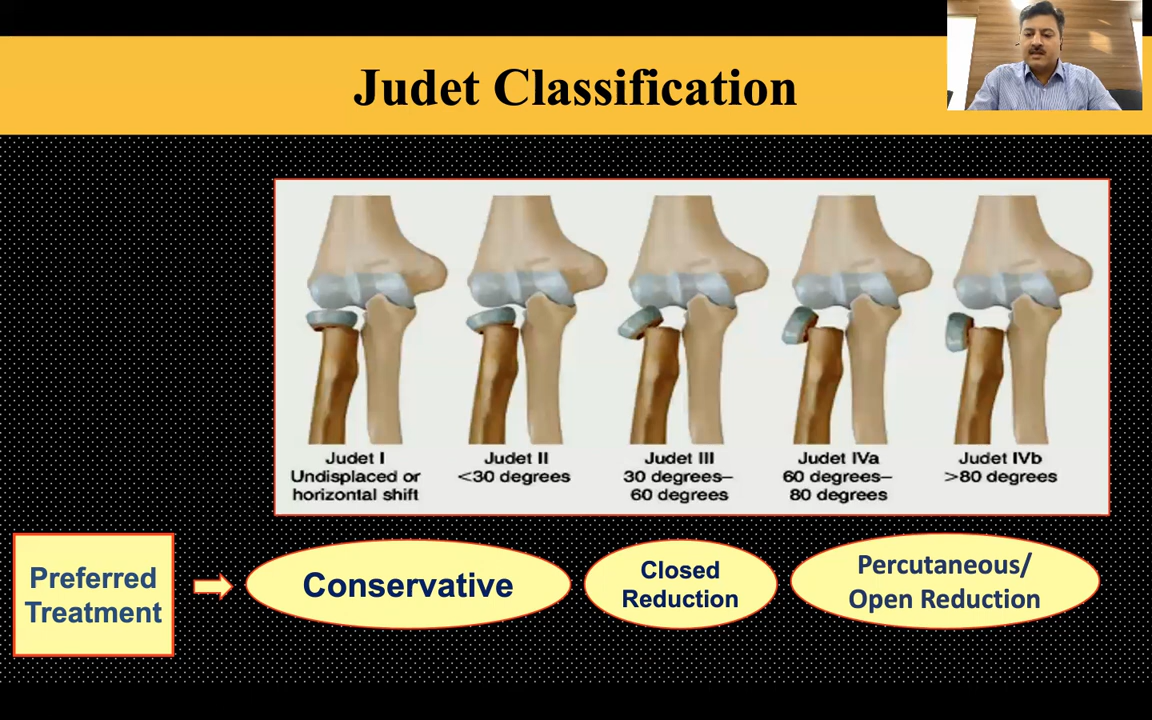 Judet Classification
Judet I
Undisplaced or
horizontal shift
Judet II
<30 degrees
Judet III
30 degrees–
60 degrees
Judet IVa
60 degrees–
80 degrees
Judet IVb
>80 degrees
Preferred
Treatment
Conservative
Closed
Reduction
Percutaneous/
Open Reduction